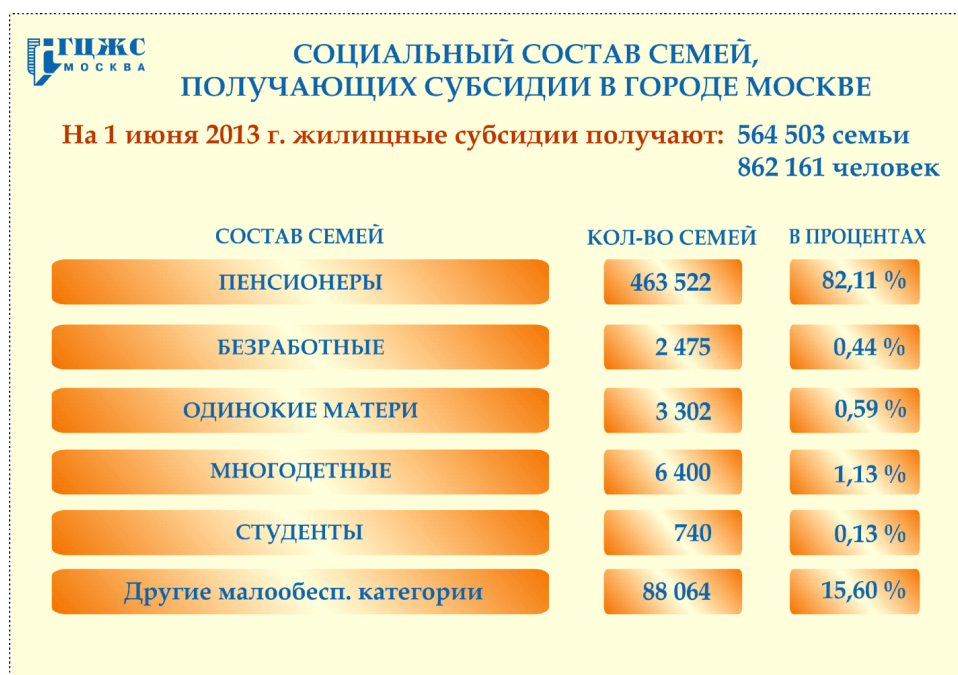 ГЦЖС
МОСКВА
СОЦИАЛЬНЫЙ СОСТАВ СЕМЕЙ,
ПОЛУЧАЮЩИХ СУБСИДИИ В ГОРОДЕ МОСКВЕ
На 1 июня 2013 г. жилищные субсидии получают: 564 503 семьи
862 161 человек
СОСТАВ СЕМЕЙ КОЛ-ВО СЕМЕЙ В ПРОЦЕНТАХ
ПЕНСИОНЕРЫ 463 522 82,11 %
БЕЗРАБОТНЫЕ 2 475 0,44 %
ОДИНОКИЕ МАТЕРИ 3 302 0,59 %
МНОГОДЕТНЫЕ 6 400 1,13 %
СТУДЕНТЫ 740 0,13 %
Другие малообесп. категории 88 064 15,60 %